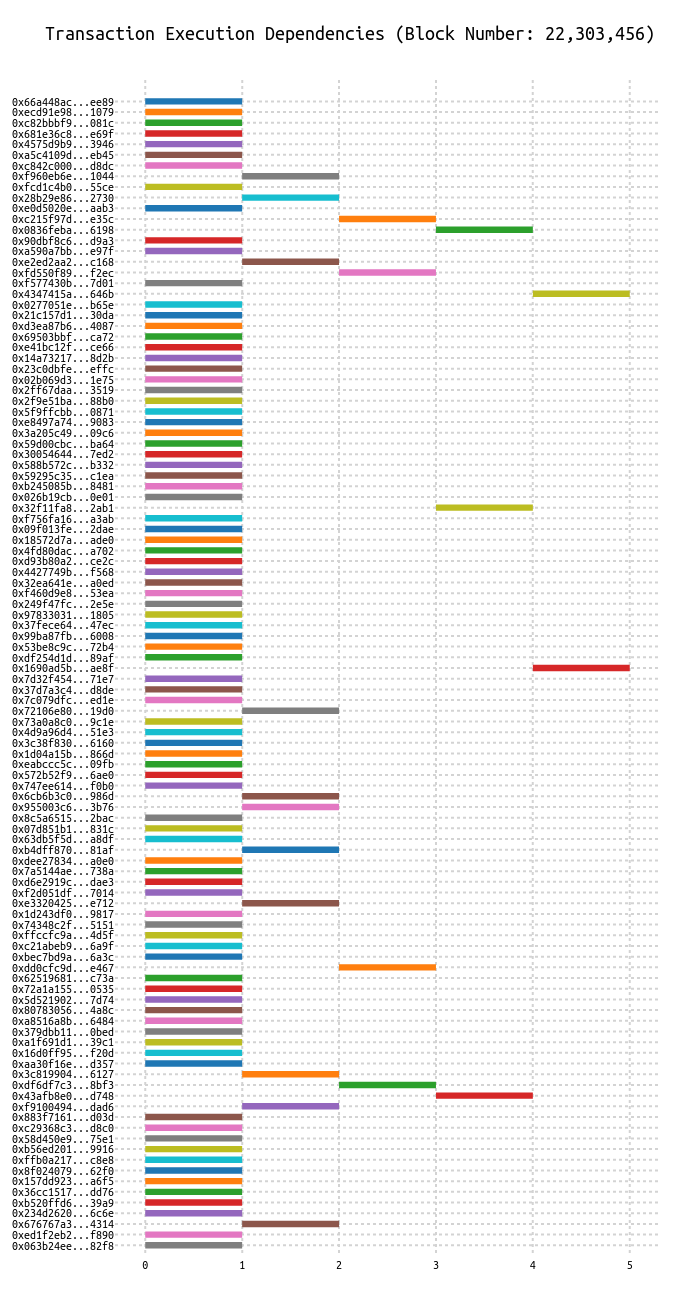 Transaction Execution Dependencies (Block Number: 22,303,456)
0x66a448ac...ee89
0xecd91e98...1079
0xc82bbbf9...081c
0x681e36c8...e69f
0x4575d9b9...3946
0xa5c4109d...eb45
0xc842c000...d8dc
0xf960eb6e...1044
0xfcd1c4b0...55ce
0x28b29e86...2730
0xe0d5020e...aab3
0xc215f97d...e35c
0x0836feba...6198
0x90dbf8c6...d9a3
0xa590a7bb...e97f
0xe2ed2aa2...c168
0xfd550f89...f2ec
0xf577430b...7d01
0x4347415a...646b
0x0277051e...b65e
0x21c157d1...30da
0xd3ea87b6...4087
0x69503bbf...ca72
0xe41bc12f...ce66
0x14a73217...8d2b
0x23c0dbfe...effc
0x02b069d3...1e75
0x2ff67daa...3519
0x2f9e51ba...88b0
0x5f9ffcbb...0871
0xe8497a74...9083
0x3a205c49...09c6
0x59d00cbc...ba64
0x30054644...7ed2
0x588b572c...b332
0x59295c35...c1ea
0xb245085b...8481
0x026b19cb...0e01
0x32f11fa8...2ab1
0xf756fa16...a3ab
0x09f013fe...2dae
0x18572d7a...ade0
0x4fd80dac...a702
0xd93b80a2...ce2c
0x4427749b...f568
0x32ea641e...a0ed
0xf460d9e8...53ea
0x249f47fc...2e5e
0x97833031...1805
0x37fece64...47ec
0x99ba87fb...6008
0x53be8c9c...72b4
0xdf254d1d...89af
0x1690ad5b...ae8f
0x7d32f454...71e7
0x37d7a3c4...d8de
0x7c079dfc...ed1e
0x72106e80...19d0
0x73a0a8c0...9c1e
0x4d9a96d4...51e3
0x3c38f830...6160
0x1d04a15b...866d
0xeabccc5c...09fb
0x572b52f9...6ae0
0x747ee614...f0b0
0x6cb6b3c0...986d
0x955003c6...3b76
0x8c5a6515...2bac
0x07d851b1...831c
0x63db5f5d...a8df
0xb4dff870...81af
0xdee27834...a0e0
0x7a5144ae...738a
0xd6e2919c...dae3
0xf2d051df...7014
0xe3320425...e712
0x1d243df0...9817
0x74348c2f...5151
0xffccfc9a...4d5f
0xc21abeb9...6a9f
0xbec7bd9a...6a3c
0xdd0cfc9d...e467
0x62519681...c73a
0x72a1a155...0535
0x5d521902...7d74
0x80783056...4a8c
0xa8516a8b...6484
0x379dbb11...0bed
0xa1f691d1...39c1
0x16d0ff95...f20d
0xaa30f16e...d357
0x3c819904...6127
0xdf6df7c3...8bf3
0x43afb8e0...d748
0xf9100494...dad6
0x883f7161...d03d
0xc29368c3...d8c0
0x58d450e9...75e1
0xb56ed201...9916
0xffb0a217...c8e8
0x8f024079...62f0
0x157dd923...a6f5
0x36cc1517...dd76
0xb520ffd6...39a9
0x234d2620...6c6e
0x676767a3...4314
0xed1f2eb2...f890
0x063b24ee...82f8
0 1 2 3 4 5